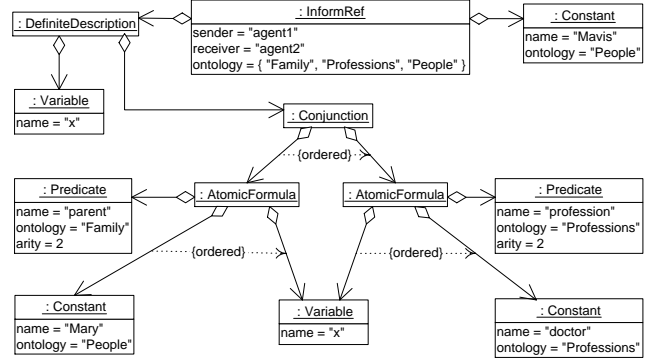 : DefiniteDescription
: InformRef
sender = "agent1"
receiver = "agent2"
ontology = { "Family", "Professions", "People" }
: Constant
name = "Mavis"
ontology = "People"
: Variable
name = "x"
: Conjunction
{ordered}
: Predicate
name = "parent"
ontology = "Family"
arity = 2
: AtomicFormula
: AtomicFormula
: Predicate
name = "profession"
ontology = "Professions"
arity = 2
{ordered}
{ordered}
: Constant
name = "Mary"
ontology = "People"
: Variable
name = "x"
: Constant
name = "doctor"
ontology = "Professions"